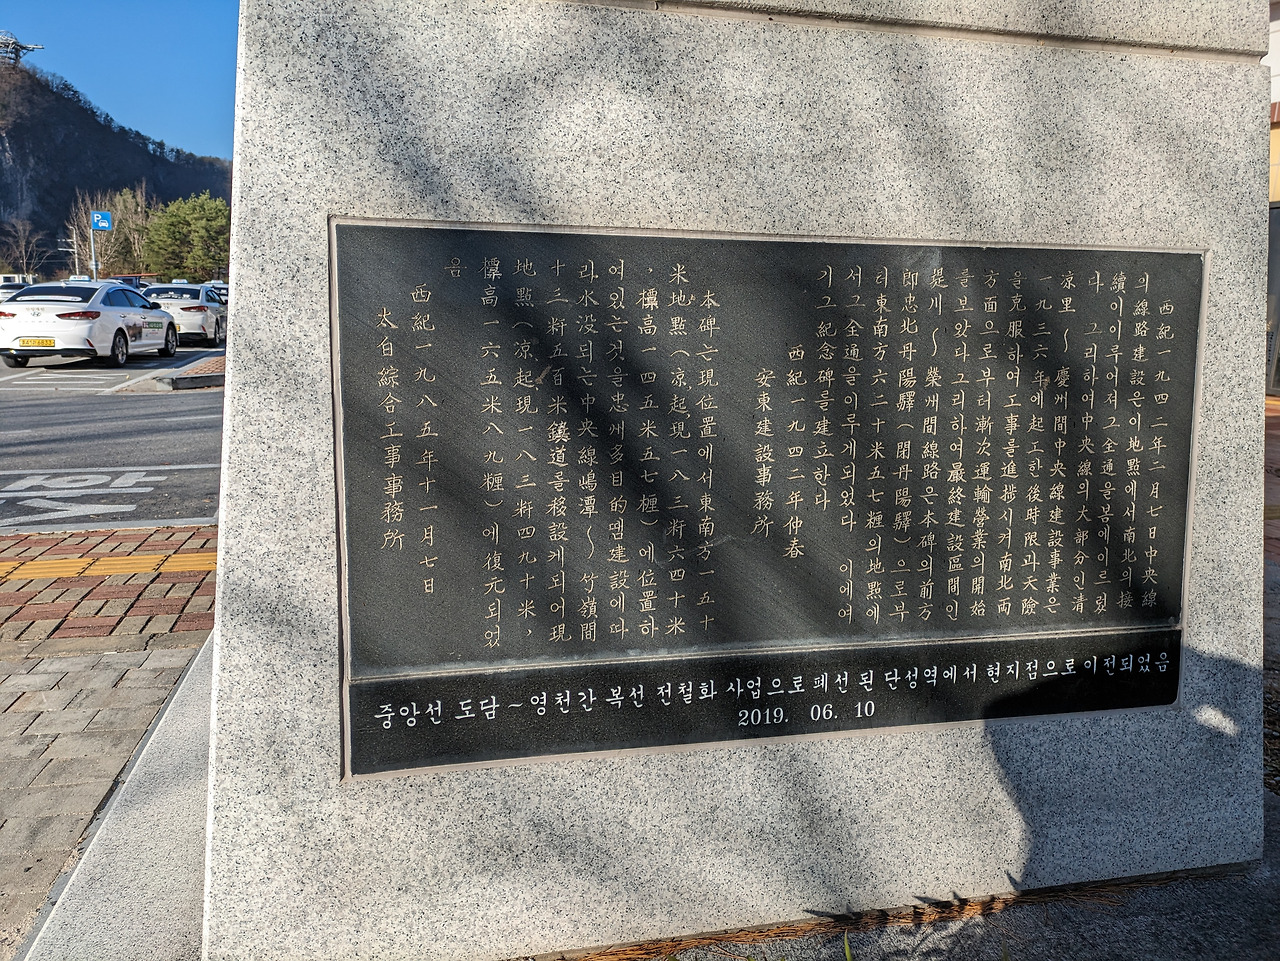 西紀一九四二年二月七日中央線
의線路建設은이地點에서南北의接
續이이루어져그全通을봄에이르렀
다 그리하여中央線의大部分인清
凉里~慶州間中央線建設事業은
一九三六年에起工한後時限과天險
을克服하여工事를進捗시켜南北兩
方面으로부터漸次運輸營業의開始
를보았다그리하여最終建設區間인
堤川~榮州間線路은本碑의前方
即忠北丹陽驛(閉丹陽驛)으로부
터東南方六二十米五七糎의地點에
서그全通을이루게되었다 이에여
기그紀念碑를建立한다
西紀一九四二年仲春
安東建設事務所
本碑는現位置에서東南方一五十
米地點(凉起現一八三粁六四十米
,標高一四五米五七糎)에位置하
여있는것을忠州多目的댐建設에따
라水没되는中央線嶋潭~竹嶺間
十三粁五百米鐵道를移設게되어現
地點(凉起現一八三粁四九十米,
標高一六五米八九糎)에復元되었
음
西紀一九八五年十一月七日
太白綜合工事事務所
중앙선 도담~영천간 복선 전철화 사업으로 폐선 된 단성역에서 현지점으로 이전되었음
2019. 06. 10
P